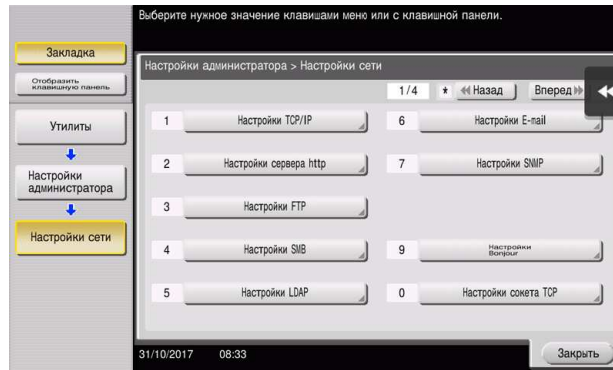 Выберите нужное значение клавишами меню или с клавишной панели.
Закладка
Отобразить
клавишную панель
Утилиты
Настройки
администратора
Настройки сети
Настройки администратора > Настройки сети
1/4 * Назад Вперед
1 Настройки TCP/IP
6 Настройки E-mail
2 Настройки сервера http
7 Настройки SNMP
3 Настройки FTP
4 Настройки SMB
9 Настройки
Bonjour
5 Настройки LDAP
0 Настройки сокета TCP
31/10/2017 08:33
Закрыть